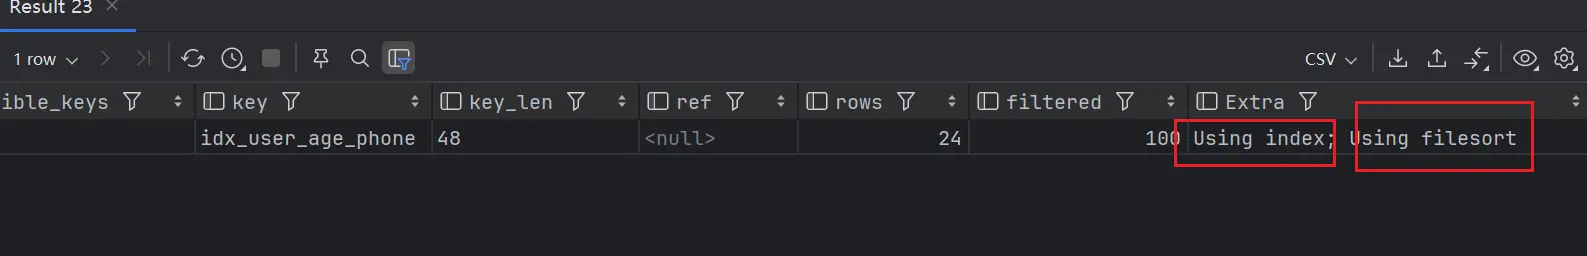 Result 23
1 row CSV
ible_keys key key_len ref rows filtered Extra
idx_user_age_phone 48 <null> 24 100 Using index; Using filesort